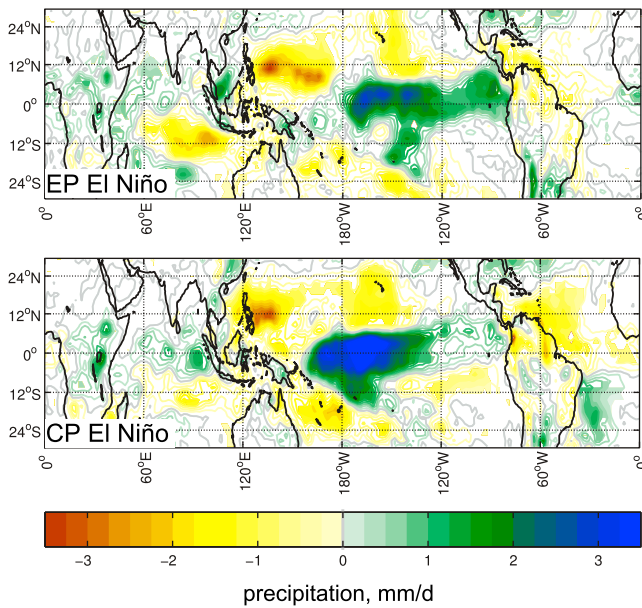 24°N
12°N
0°
12°S
24°S
EP El Niño
0° 60°E 120°E 180°W 120°W 60°W 0°
24°N
12°N
0°
12°S
24°S
CP El Niño
0° 60°E 120°E 180°W 120°W 60°W 0°
−3 −2 −1 0 1 2 3
precipitation, mm/d